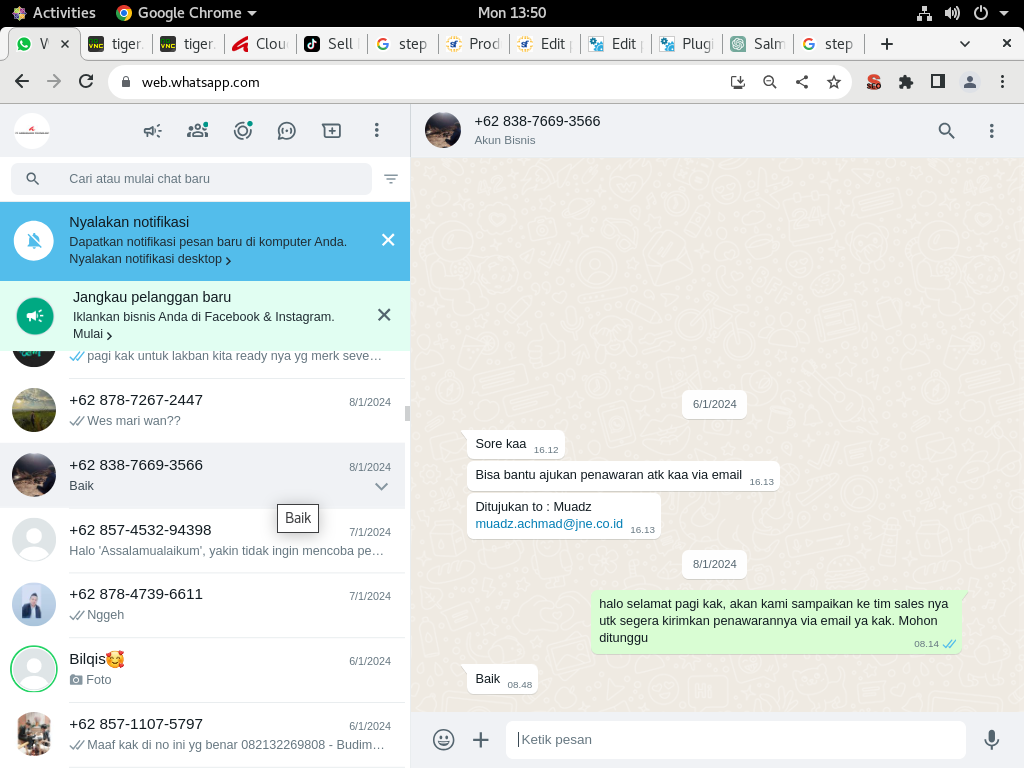 Activities
Google Chrome
Mon 13:50
tiger
tiger.
Clou
Sell
step
Prod
Edit
Edit
Plugi
Salm
step
web.whatsapp.com
SEO
+62 838-7669-3566
Akun Bisnis
Cari atau mulai chat baru
Nyalakan notifikasi
Dapatkan notifikasi pesan baru di komputer Anda.
Nyalakan notifikasi desktop
Jangkau pelanggan baru
Iklankan bisnis Anda di Facebook & Instagram.
Mulai
pagi kak untuk lakban kita ready nya yg merk seve…
+62 878-7267-2447
8/1/2024
Wes mari wan??
+62 838-7669-3566
8/1/2024
Baik
Baik
+62 857-4532-94398
7/1/2024
Halo 'Assalamualaikum', yakin tidak ingin mencoba pe…
+62 878-4739-6611
7/1/2024
Nggeh
Bilqis🥰
6/1/2024
Foto
+62 857-1107-5797
6/1/2024
Maaf kak di no ini yg benar 082132269808 - Budim…
6/1/2024
Sore kaa 16.12
Bisa bantu ajukan penawaran atk kaa via email 16.13
Ditujukan to : Muadz
muadz.achmad@jne.co.id 16.13
8/1/2024
halo selamat pagi kak, akan kami sampaikan ke tim sales nya
utk segera kirimkan penawarannya via email ya kak. Mohon
ditunggu
08.14
Baik 08.48
Ketik pesan